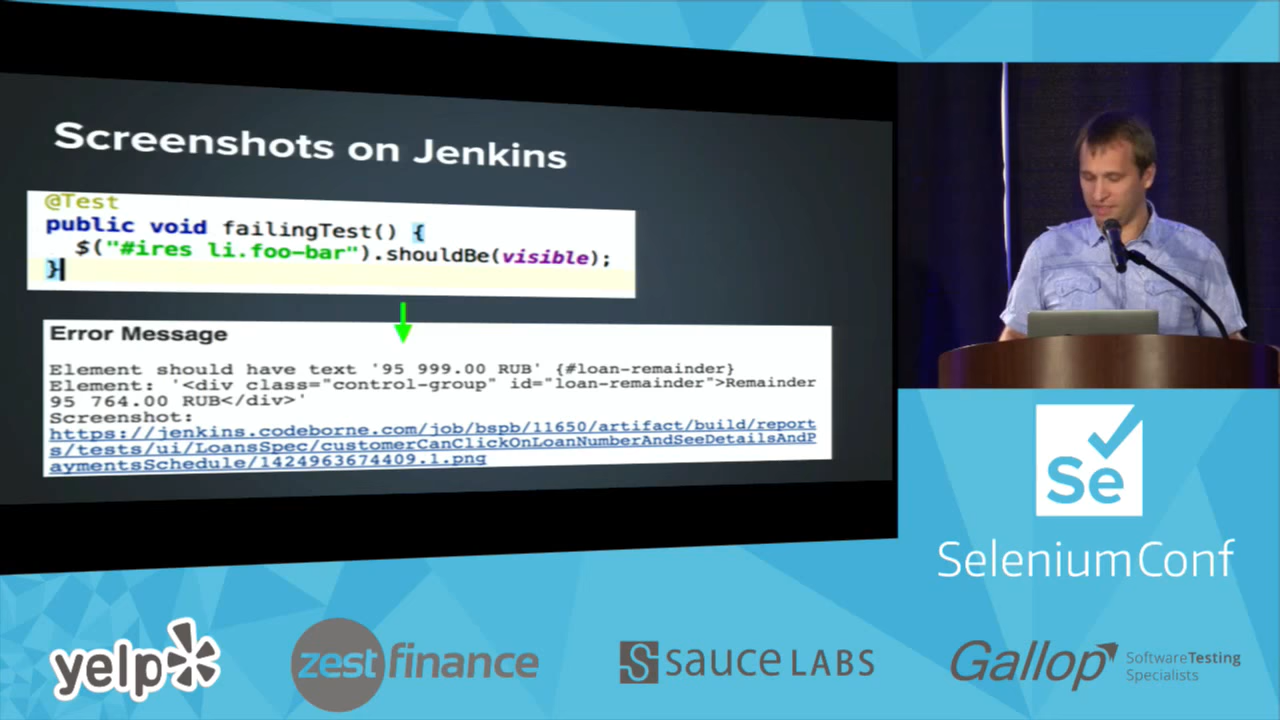 Screenshots on Jenkins
@Test
public void failingTest() {
$("#ires li.foo-bar").shouldBe(visible);
}
Error Message
Element should have text '95 999.00 RUB' {#loan-remainder}
Element: '<div class="control-group" id="loan-remainder">Remainder
95 764.00 RUB</div>'
Screenshot:
https://jenkins.codeborne.com/job/bspb/11650/artifact/build/report
s/tests/ui/LoansSpec/customerCanClickOnLoanNumberAndSeeDetailsAndP
aymentsSchedule/1424963674409.1.png
Se
SeleniumConf
yelp
zestfinance
SAUCE LABS
Gallop
SoftwareTesting
Specialists